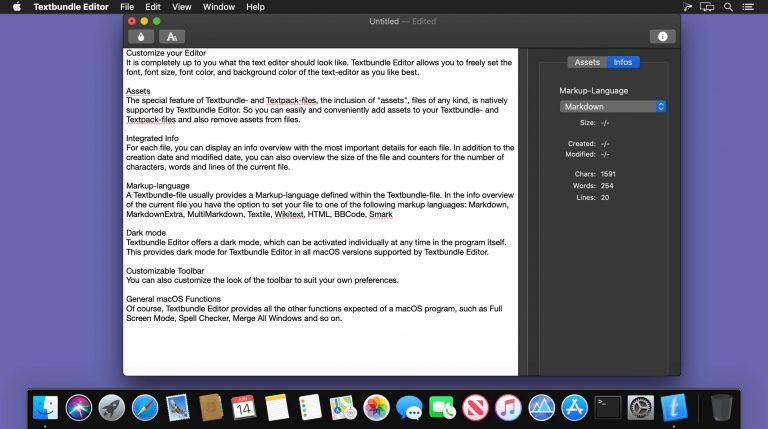 Textbundle Editor File Edit View Window Help
Untitled — Edited
AA
Customize your Editor
It is completely up to you what the text editor should look like. Textbundle Editor allows you to freely set the
font, font size, font color, and background color of the text-editor as you like best.
Assets
The special feature of Textbundle- and Textpack-files, the inclusion of "assets", files of any kind, is natively
supported by Textbundle Editor. So you can easily and conveniently add assets to your Textbundle- and
Textpack-files and also remove assets from files.
Integrated Info
For each file, you can display an info overview with the most important details for each file. In addition to the
creation date and modified date, you can also overview the size of the file and counters for the number of
characters, words and lines of the current file.
Markup-language
A Textbundle-file usually provides a Markup-language defined within the Textbundle-file. In the info overview
of the current file you have the option to set your file to one of the following markup languages: Markdown,
MarkdownExtra, MultiMarkdown, Textile, Wikitext, HTML, BBCode, Smark
Dark mode
Textbundle Editor offers a dark mode, which can be activated individually at any time in the program itself.
This provides dark mode for Textbundle Editor in all macOS versions supported by Textbundle Editor.
Customizable Toolbar
You can also customize the look of the toolbar to suit your own preferences.
General macOS Functions
Of course, Textbundle Editor provides all the other functions expected of a macOS program, such as Full
Screen Mode, Spell Checker, Merge All Windows and so on.
Assets Infos
Markup-Language
Markdown
Size: -/-
Created: -/-
Modified: -/-
Chars: 1591
Words: 254
Lines: 20
14